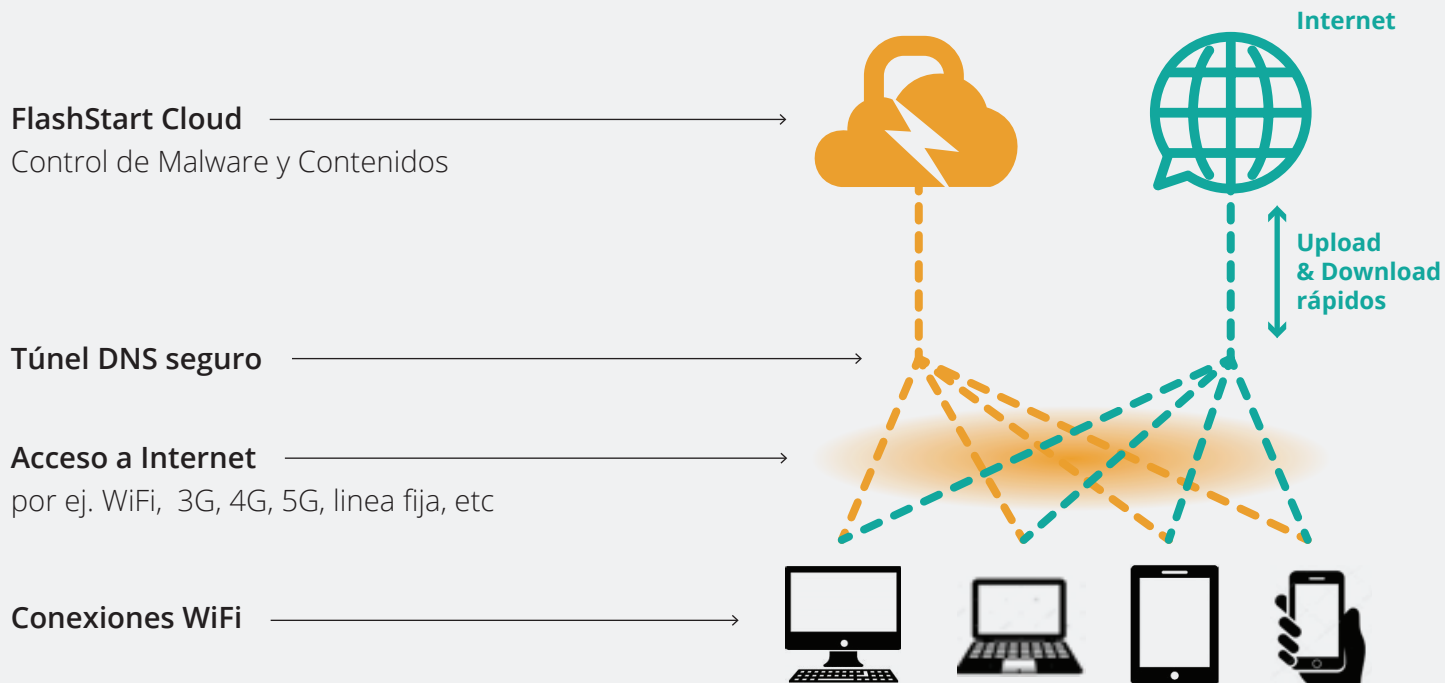 Internet
FlashStart Cloud
Control de Malware y Contenidos
Upload
& Download
rápidos
Túnel DNS seguro
Acceso a Internet
por ej. WiFi, 3G, 4G, 5G, linea fija, etc
Conexiones WiFi